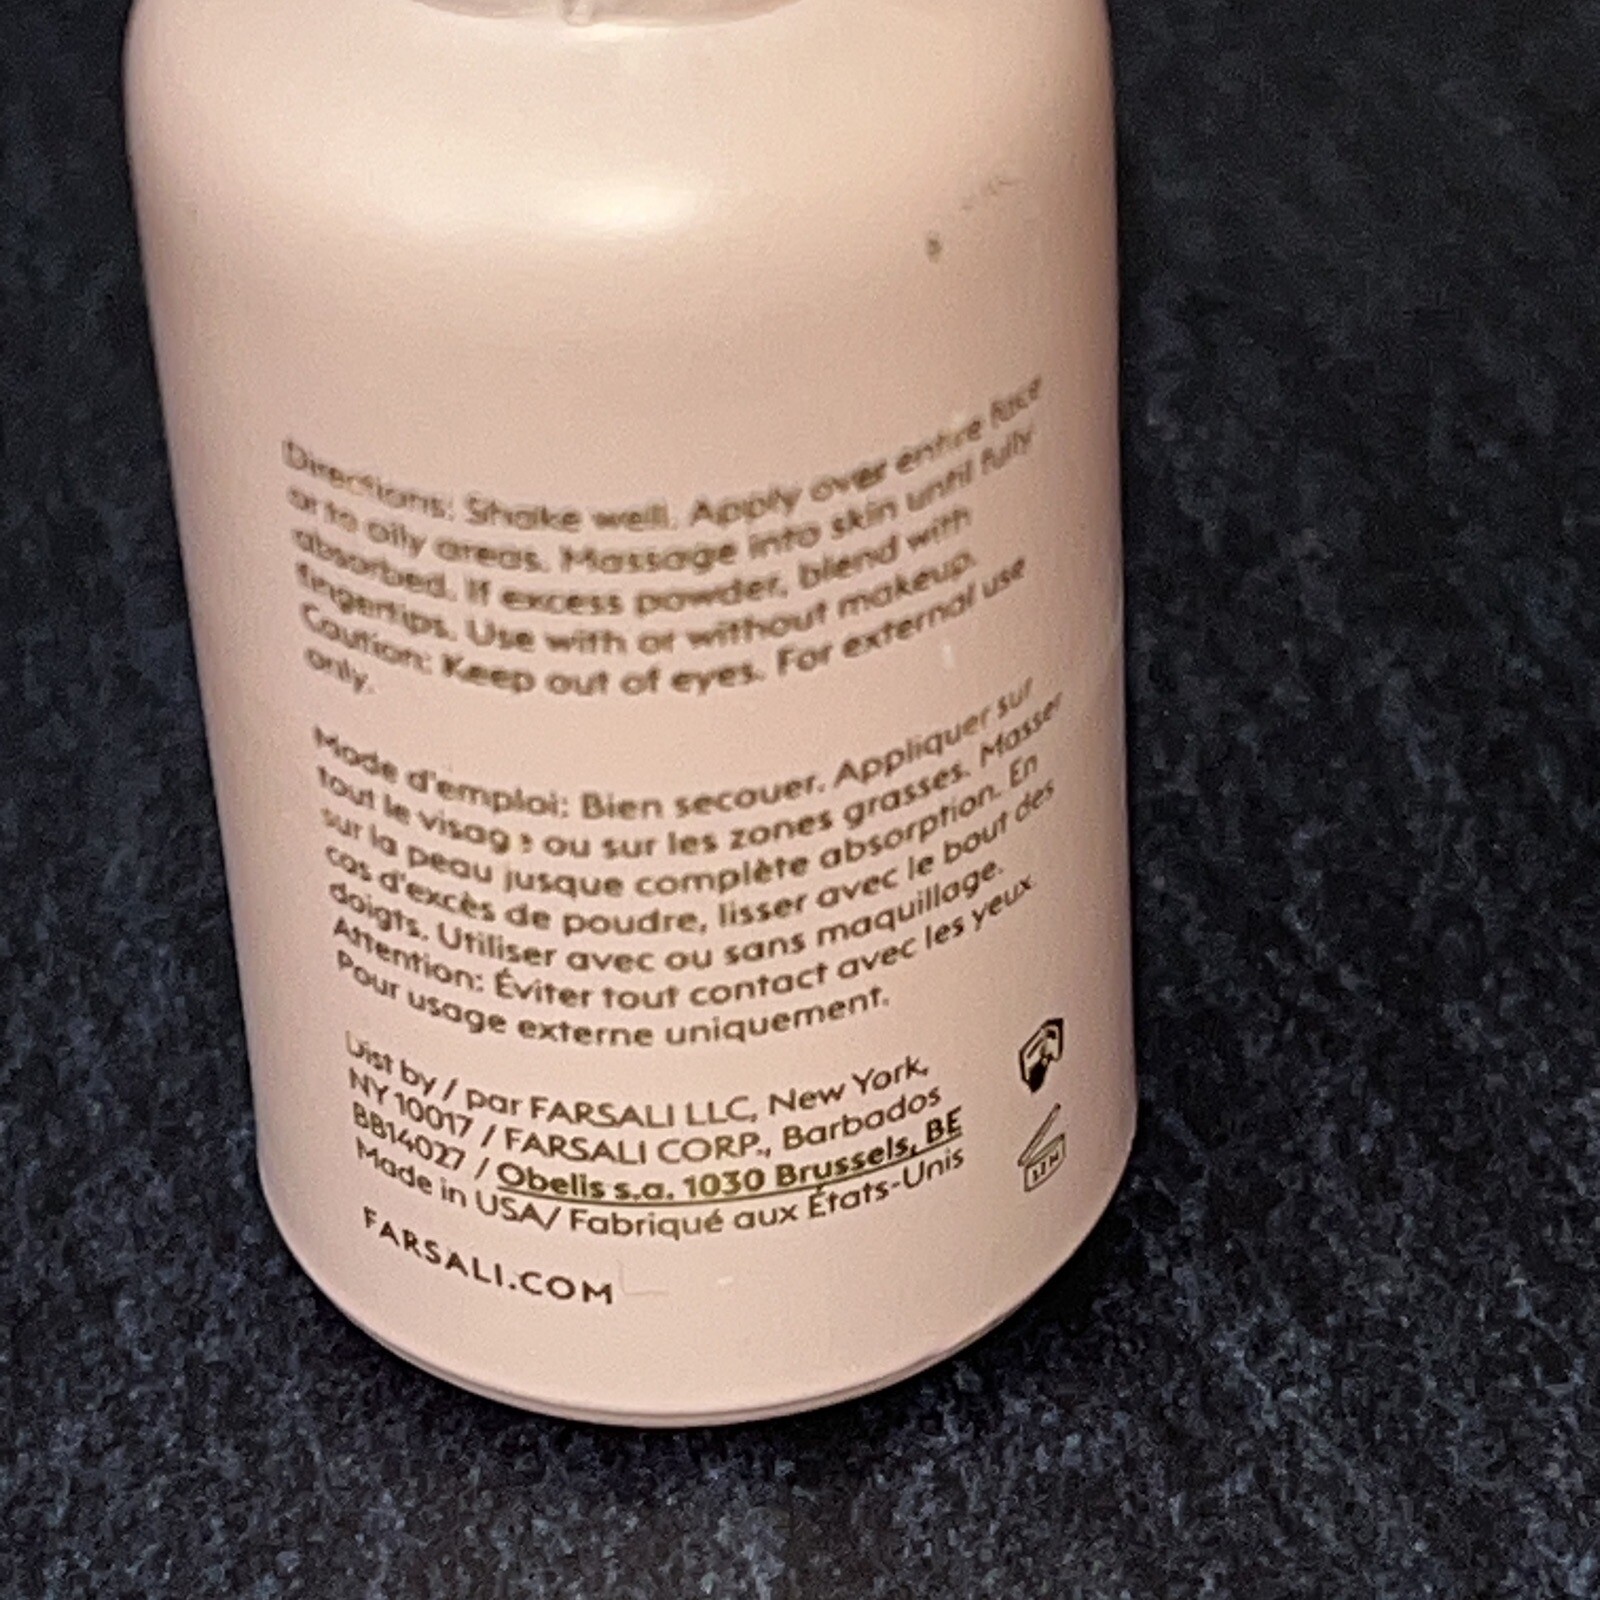 Directions: Shake well. Apply over entire face
or to oily areas. Massage into skin until fully
absorbed. If excess powder, blend with
fingertips. Use with or without makeup.
Caution: Keep out of eyes. For external use
only.
Mode d'emploi: Bien secouer. Appliquer sur
tout le visage ou sur les zones grasses. Masser
sur la peau jusque complète absorption. En
cas d'excès de poudre, lisser avec le bout des
doigts. Utiliser avec ou sans maquillage.
Attention: Éviter tout contact avec les yeux
Pour usage externe uniquement.
Dist by / par FARSALI LLC, New York,
NY 10017 / FARSALI CORP., Barbados
BB14027 / Obelis s.a. 1030 Brussels, BE
Made in USA/ Fabriqué aux États-Unis
FARSALI.COM
12 M